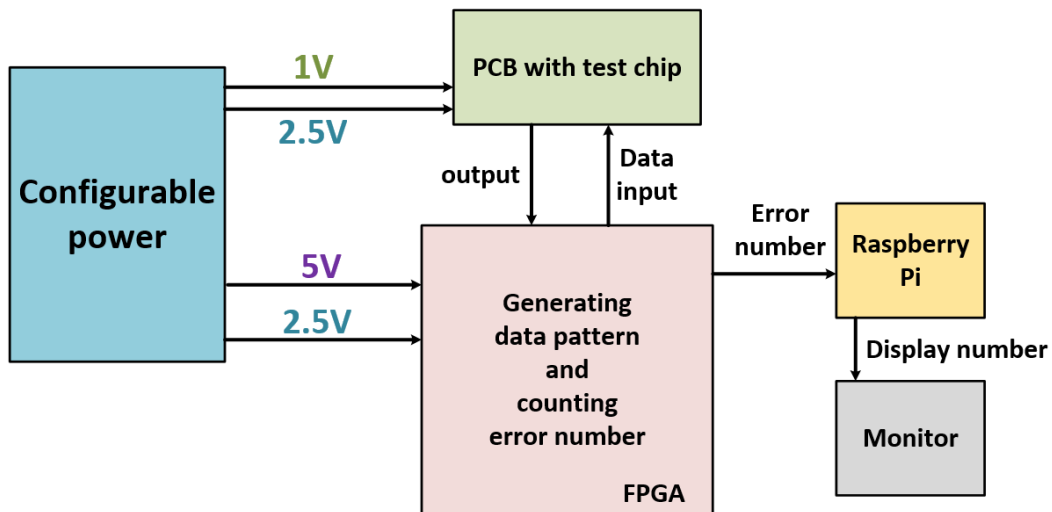 Configurable
power
1V
2.5V
PCB with test chip
output
Data
input
5V
2.5V
Generating
data pattern
and
counting
error number
FPGA
Error
number
Raspberry
Pi
Display number
Monitor